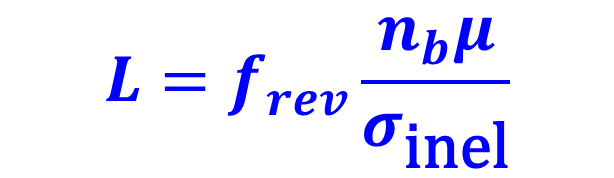 L = f_rev n_b μ / σ_inel